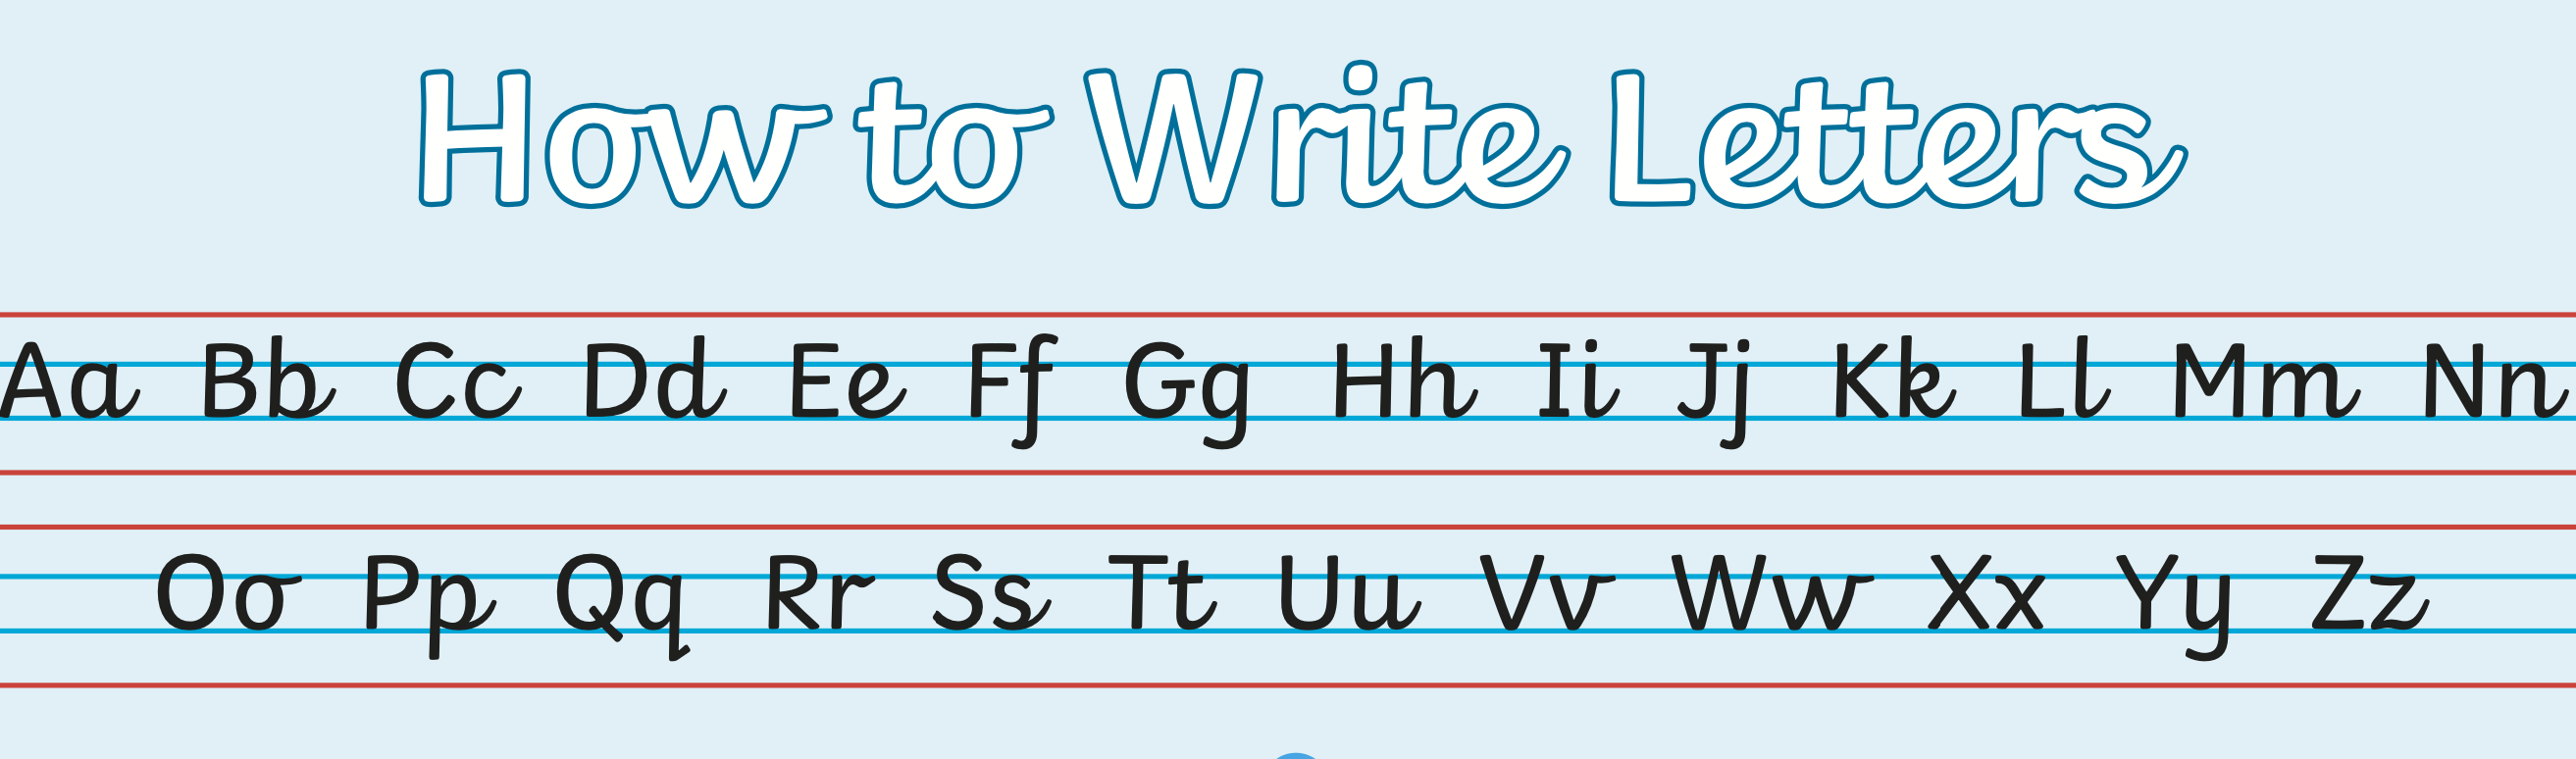 How to Write Letters
Aa Bb Cc Dd Ee Ff Gg Hh Ii Jj Kk Ll Mm Nn
Oo Pp Qq Rr Ss Tt Uu Vv Ww Xx Yy Zz